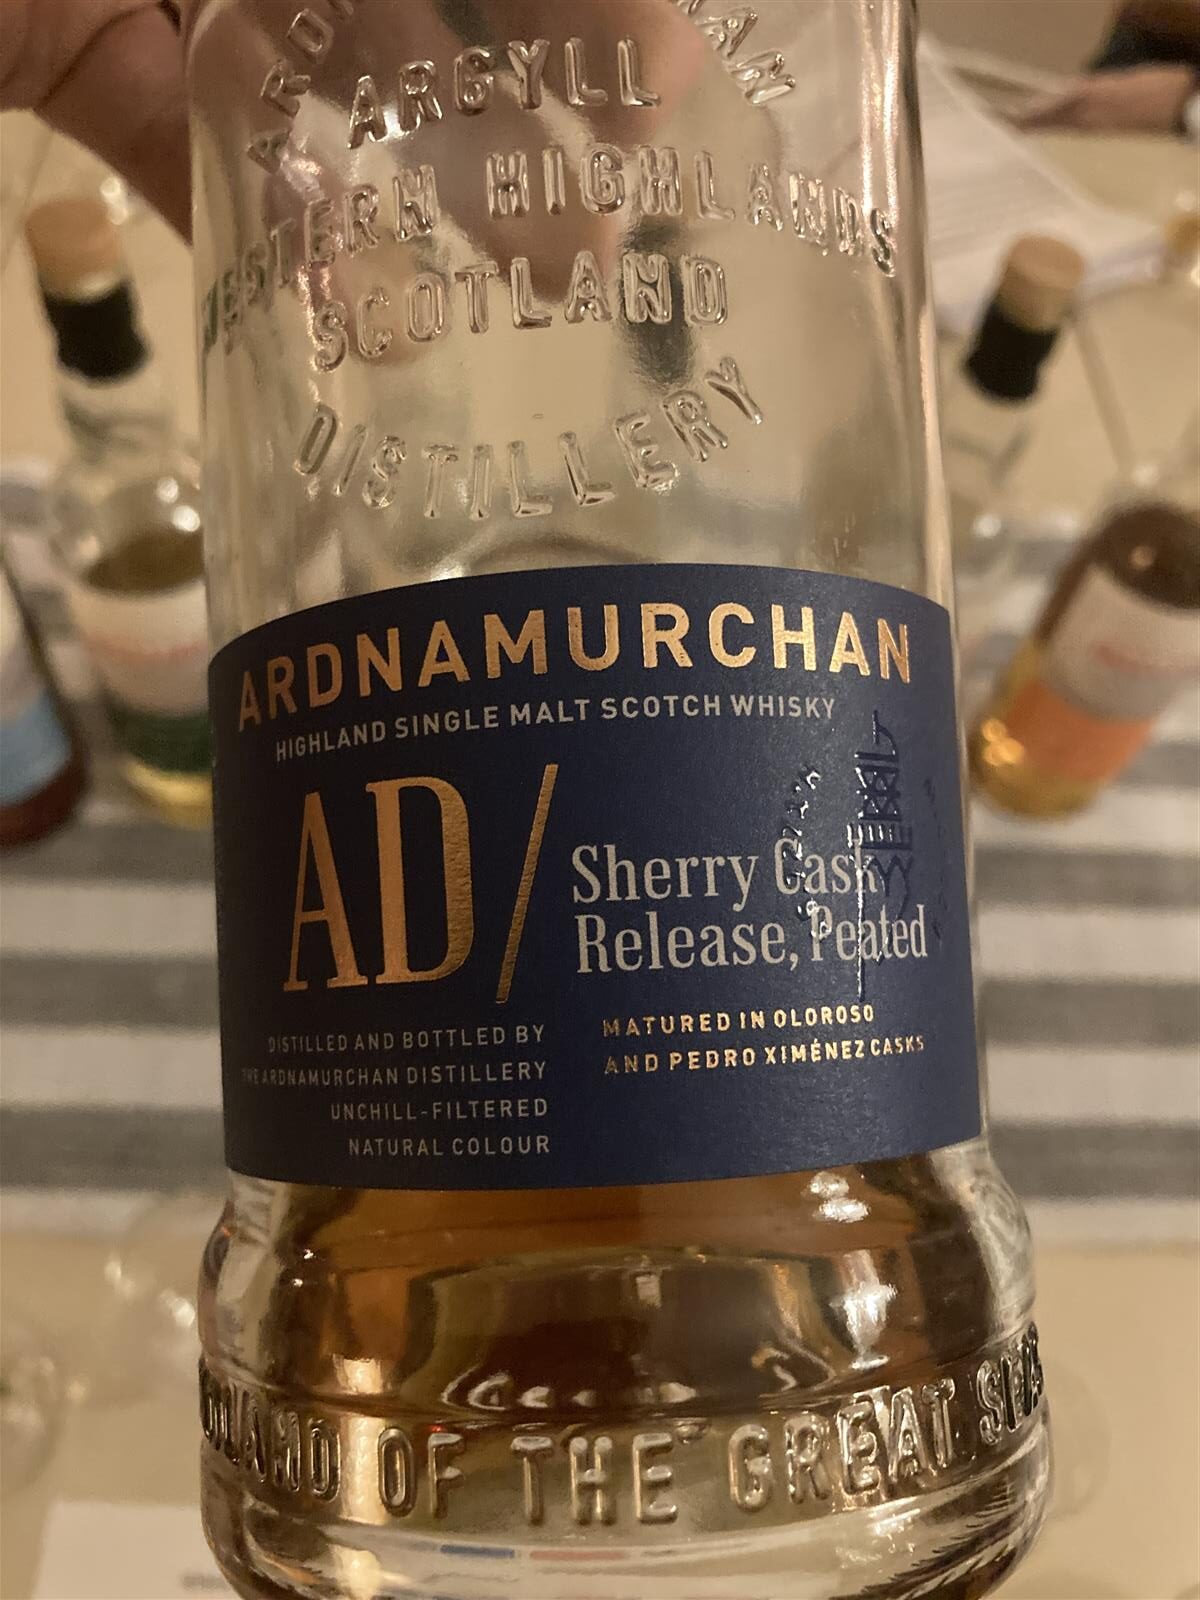 ARGYLL
WESTERN HIGHLANDS
SCOTLAND
DISTILLERY
ARDNAMURCHAN
HIGHLAND SINGLE MALT SCOTCH WHISKY
AD/
Sherry Cask
Release, Peated
DISTILLED AND BOTTLED BY
THE ARDNAMURCHAN DISTILLERY
UNCHILL-FILTERED
NATURAL COLOUR
MATURED IN OLOROSO
AND PEDRO XIMÉNEZ CASKS
OF THE GREAT SEAS